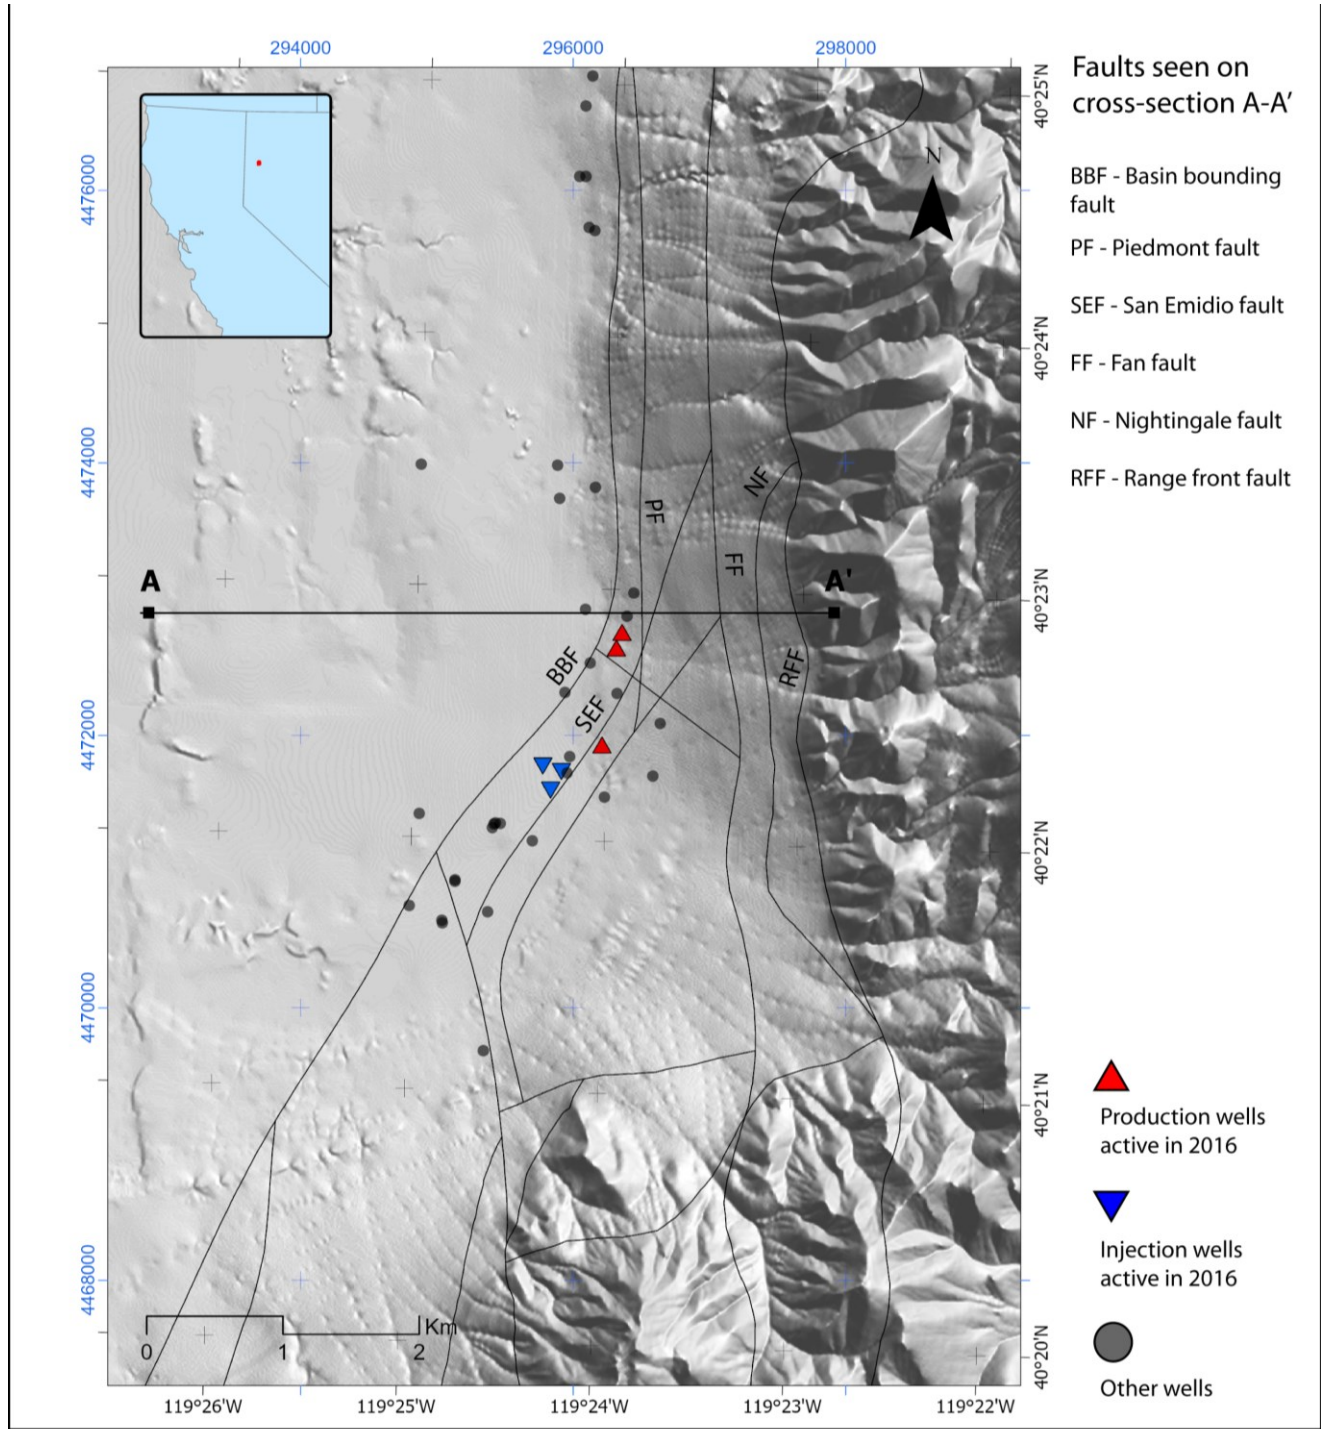 294000 296000 298000
Faults seen on
cross-section A-A’
BBF - Basin bounding
fault
PF - Piedmont fault
SEF - San Emidio fault
FF - Fan fault
NF - Nightingale fault
RFF - Range front fault
N
4476000
4474000
4472000
4470000
4468000
40°25'N
40°24'N
40°23'N
40°22'N
40°21'N
40°20'N
NF
PF
FF
A
A'
BBF
RFF
SEF
Production wells
active in 2016
Injection wells
active in 2016
Other wells
Km
0 1 2
119°26'W 119°25'W 119°24'W 119°23'W 119°22'W